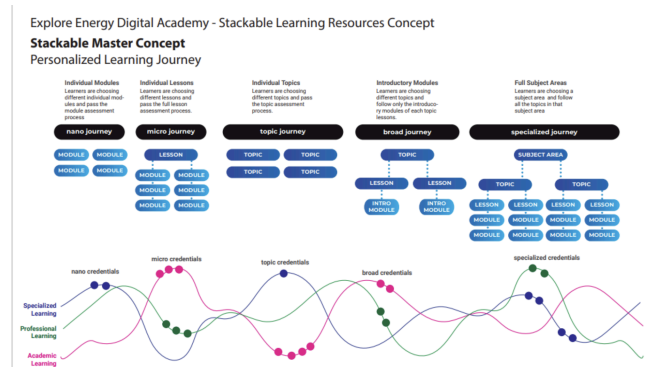 Explore Energy Digital Academy - Stackable Learning Resources Concept
Stackable Master Concept
Personalized Learning Journey
Individual Modules
Learners are choosing
different individual mod-
ules and pass the
module assessment
process
Individual Lessons
Learners are choosing
different lessons and
pass the full lesson
assessment process.
Individual Topics
Learners are choosing
different topics and pass
the topic assessment
process.
Introductory Modules
Learners are choosing
different topics and
follow only the introduco-
ry modules of each topic
lessons.
Full Subject Areas
Learners are choosing a
subject area and follow
all the topics in that
subject area
nano journey
micro journey
topic journey
broad journey
specialized journey
MODULE MODULE
MODULE MODULE
LESSON
MODULE MODULE
MODULE MODULE
MODULE MODULE
TOPIC TOPIC
TOPIC TOPIC
TOPIC
LESSON LESSON
INTRO
MODULE
INTRO
MODULE
SUBJECT AREA
TOPIC TOPIC
LESSON LESSON LESSON LESSON
MODULE MODULE MODULE MODULE
MODULE MODULE MODULE MODULE
nano credentials
micro credentials
topic credentials
broad credentials
specialized credentials
Specialized
Learning
Professional
Learning
Academic
Learning